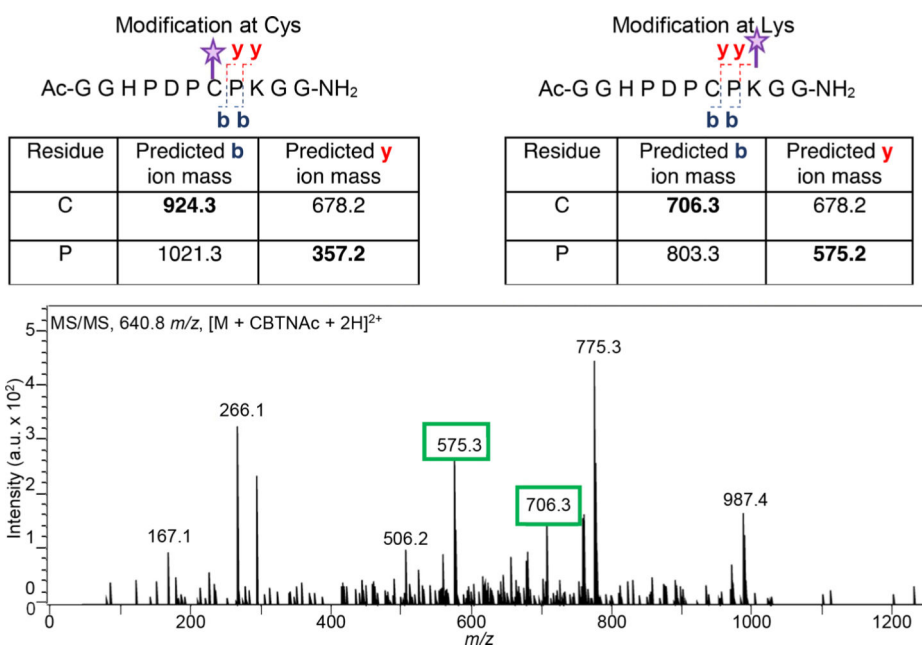 Modification at Cys
y y
Ac-G G H P D P C P K G G-NH₂
b b
Residue Predicted b ion mass Predicted y ion mass
C 924.3 678.2
P 1021.3 357.2
Modification at Lys
y y
Ac-G G H P D P C P K G G-NH₂
b b
Residue Predicted b ion mass Predicted y ion mass
C 706.3 678.2
P 803.3 575.2
MS/MS, 640.8 m/z, [M + CBTNAc + 2H]²⁺
Intensity (a.u. x 10²)
5
4
3
2
1
0
167.1
266.1
506.2
575.3
706.3
775.3
987.4
0 200 400 600 800 1000 1200
m/z